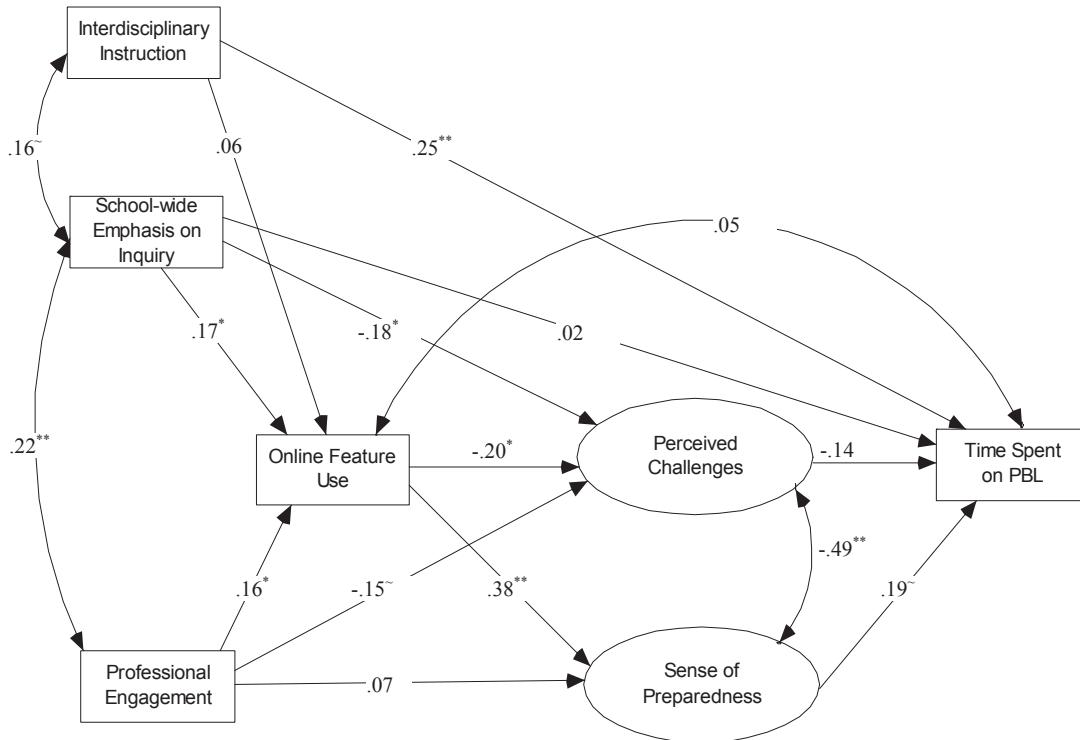 Interdisciplinary
Instruction
.16~
.06
.25**
School-wide
Emphasis on
Inquiry
.05
.17*
-.18*
.02
.22**
Online Feature
Use
-.20*
Perceived
Challenges
-.14
Time Spent
on PBL
.16*
-.15~
.38**
-.49**
.19~
Professional
Engagement
.07
Sense of
Preparedness